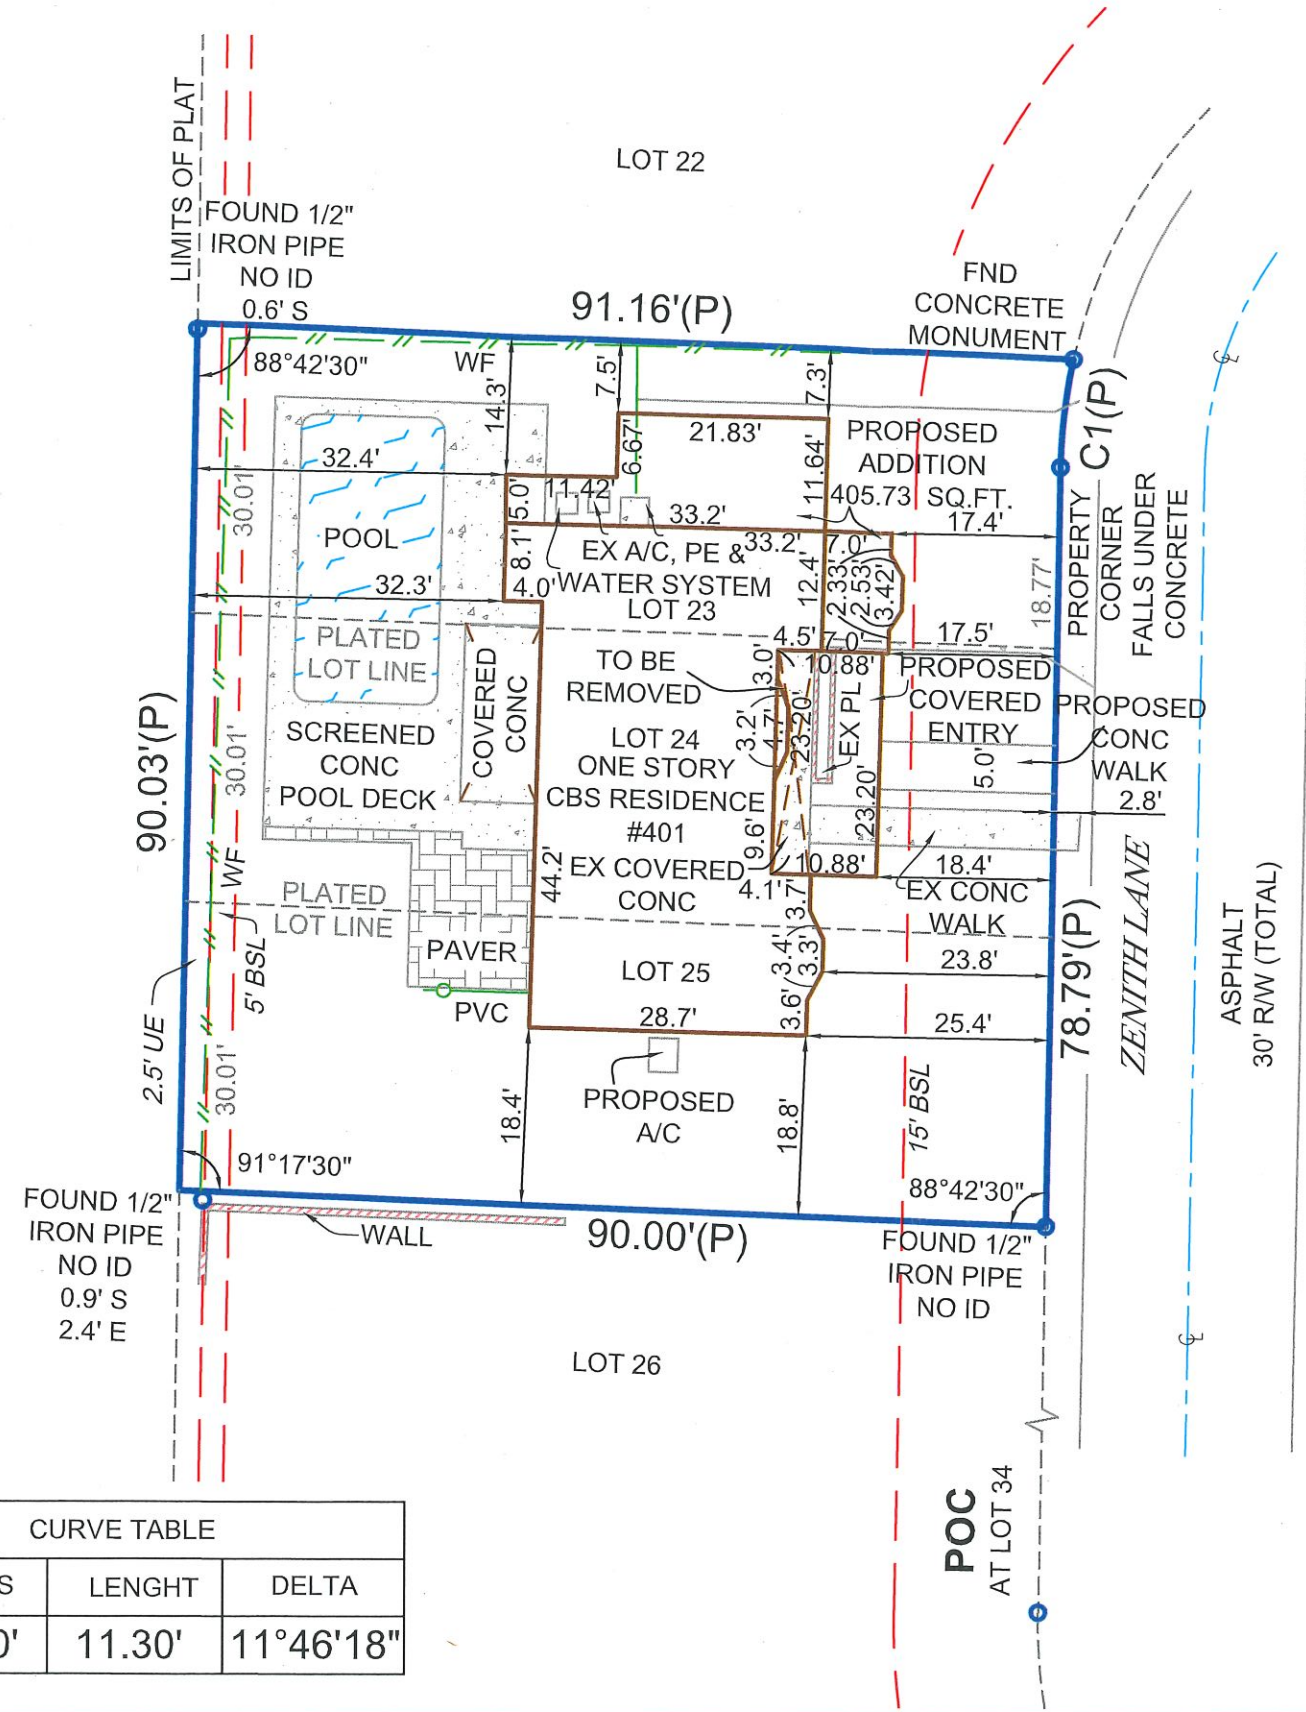 LIMITS OF PLAT
LOT 22
FOUND 1/2"
IRON PIPE
NO ID
0.6' S
91.16'(P)
FND
CONCRETE
MONUMENT
88°42'30"
WF
14.3'
7.5'
7.3'
C1(P)
32.4'
6.67'
21.83'
11.64'
PROPOSED
ADDITION
405.73 SQ.FT.
30.01'
5.0'
11.42'
33.2'
17.4'
POOL
8.1'
EX A/C, PE &
WATER SYSTEM
33.2'
12.4'
7.0'
2.33'
2.53'
3.42'
18.77'
PROPERTY
CORNER
FALLS UNDER
CONCRETE
32.3'
4.0'
LOT 23
PLATED
LOT LINE
4.5'
7.0'
17.5'
3.0'
10.88'
COVERED
CONC
TO BE
REMOVED
PROPOSED
COVERED
ENTRY
PROPOSED
CONC
WALK
90.03'(P)
30.01'
SCREENED
CONC
POOL DECK
LOT 24
ONE STORY
CBS RESIDENCE
#401
3.2'
4.7'
23.20'
EX PL
5.0'
2.8'
23.20'
9.6'
WF
44.2'
EX COVERED
CONC
4.1'
10.88'
3.7'
18.4'
EX CONC
WALK
PLATED
LOT LINE
PAVER
LOT 25
3.4'
3.3'
3.6'
23.8'
78.79'(P)
ZENITH LANE
ASPHALT
30' R/W (TOTAL)
5' BSL
2.5' UE
PVC
28.7'
25.4'
30.01'
18.4'
PROPOSED
A/C
18.8'
15' BSL
91°17'30"
88°42'30"
FOUND 1/2"
IRON PIPE
NO ID
0.9' S
2.4' E
WALL
90.00'(P)
FOUND 1/2"
IRON PIPE
NO ID
LOT 26
POC
AT LOT 34
CURVE TABLE
S LENGHT DELTA
0' 11.30' 11°46'18"